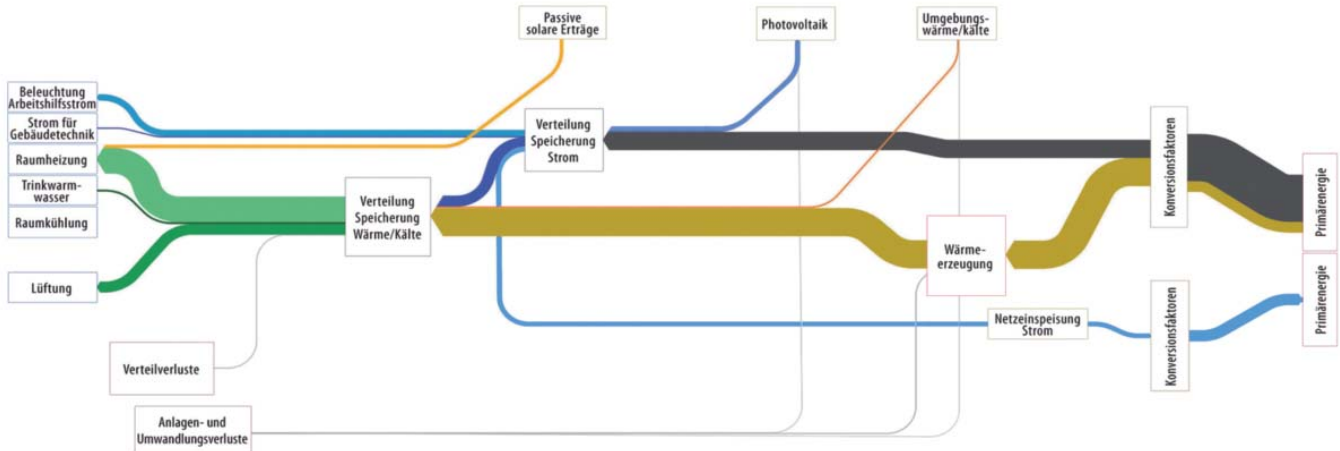 Passive
solare Erträge
Photovoltaik
Umgebungs-
wärme/kälte
Beleuchtung
Arbeitshilfsstrom
Strom für
Gebäudetechnik
Raumheizung
Trinkwarm-
wasser
Raumkühlung
Lüftung
Verteilung
Speicherung
Strom
Verteilung
Speicherung
Wärme/Kälte
Wärme-
erzeugung
Konversionsfaktoren
Primärenergie
Netzeinspeisung
Strom
Konversionsfaktoren
Primärenergie
Verteilverluste
Anlagen- und
Umwandlungsverluste